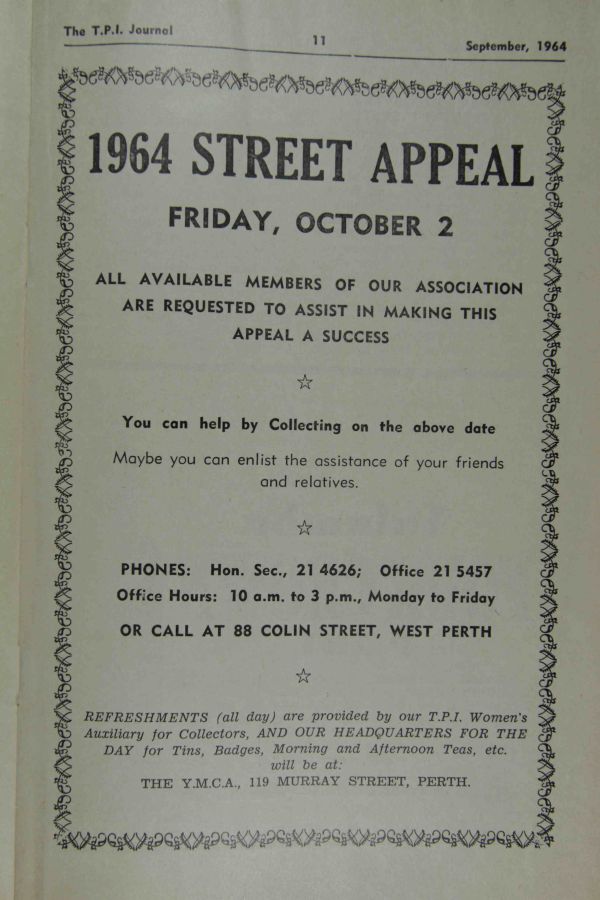 The T.P.I. Journal
11
September, 1964
1964 STREET APPEAL
FRIDAY, OCTOBER 2
ALL AVAILABLE MEMBERS OF OUR ASSOCIATION
ARE REQUESTED TO ASSIST IN MAKING THIS
APPEAL A SUCCESS
☆
You can help by Collecting on the above date
Maybe you can enlist the assistance of your friends
and relatives.
☆
PHONES: Hon. Sec., 21 4626; Office 21 5457
Office Hours: 10 a.m. to 3 p.m., Monday to Friday
OR CALL AT 88 COLIN STREET, WEST PERTH
☆
REFRESHMENTS (all day) are provided by our T.P.I. Women's
Auxiliary for Collectors, AND OUR HEADQUARTERS FOR THE
DAY for Tins, Badges, Morning and Afternoon Teas, etc.
will be at:
THE Y.M.C.A., 119 MURRAY STREET, PERTH.